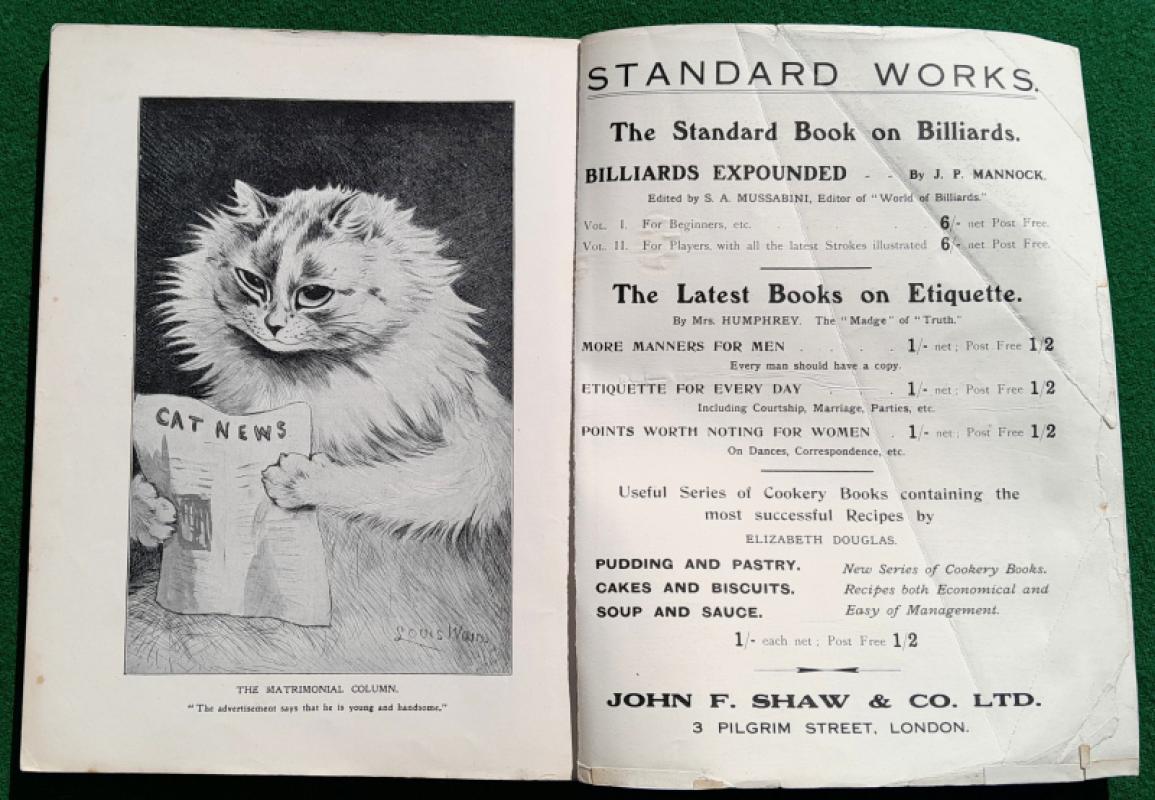 CAT NEWS
Louis Wain
THE MATRIMONIAL COLUMN.
"The advertisement says that he is young and handsome."
STANDARD WORKS.
The Standard Book on Billiards.
BILLIARDS EXPOUNDED - - By J. P. MANNOCK.
Edited by S. A. MUSSABINI, Editor of "World of Billiards."
VOL. I. For Beginners, etc. . . . . . 6/- net Post Free.
VOL. II. For Players, with all the latest Strokes illustrated 6/- net Post Free.
The Latest Books on Etiquette.
By Mrs. HUMPHREY. The "Madge" of "Truth."
MORE MANNERS FOR MEN . . . . . 1/- net; Post Free 1/2
Every man should have a copy.
ETIQUETTE FOR EVERY DAY . . . . 1/- net; Post Free 1/2
Including Courtship, Marriage, Parties, etc.
POINTS WORTH NOTING FOR WOMEN . 1/- net; Post Free 1/2
On Dances, Correspondence, etc.
Useful Series of Cookery Books containing the
most successful Recipes by
ELIZABETH DOUGLAS.
PUDDING AND PASTRY. New Series of Cookery Books.
CAKES AND BISCUITS. Recipes both Economical and
SOUP AND SAUCE. Easy of Management.
1/- each net; Post Free 1/2
JOHN F. SHAW & CO. LTD.
3 PILGRIM STREET, LONDON.